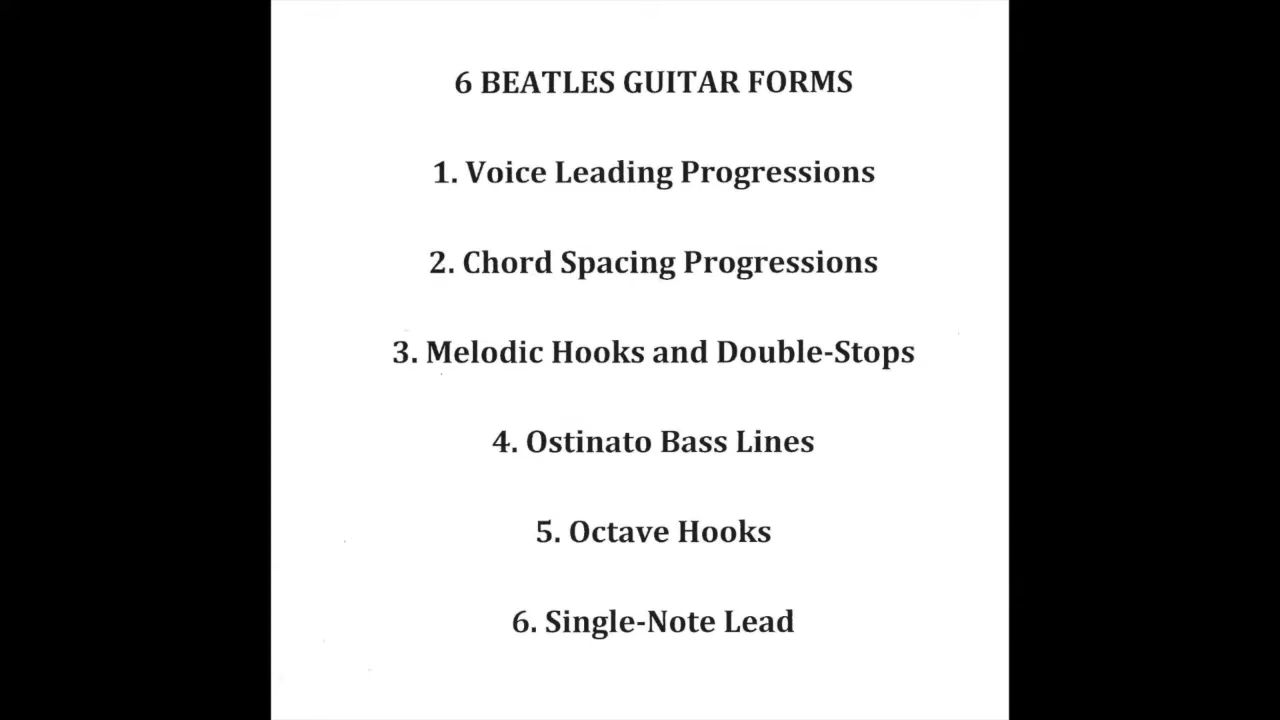 6 BEATLES GUITAR FORMS
1. Voice Leading Progressions
2. Chord Spacing Progressions
3. Melodic Hooks and Double-Stops
4. Ostinato Bass Lines
5. Octave Hooks
6. Single-Note Lead